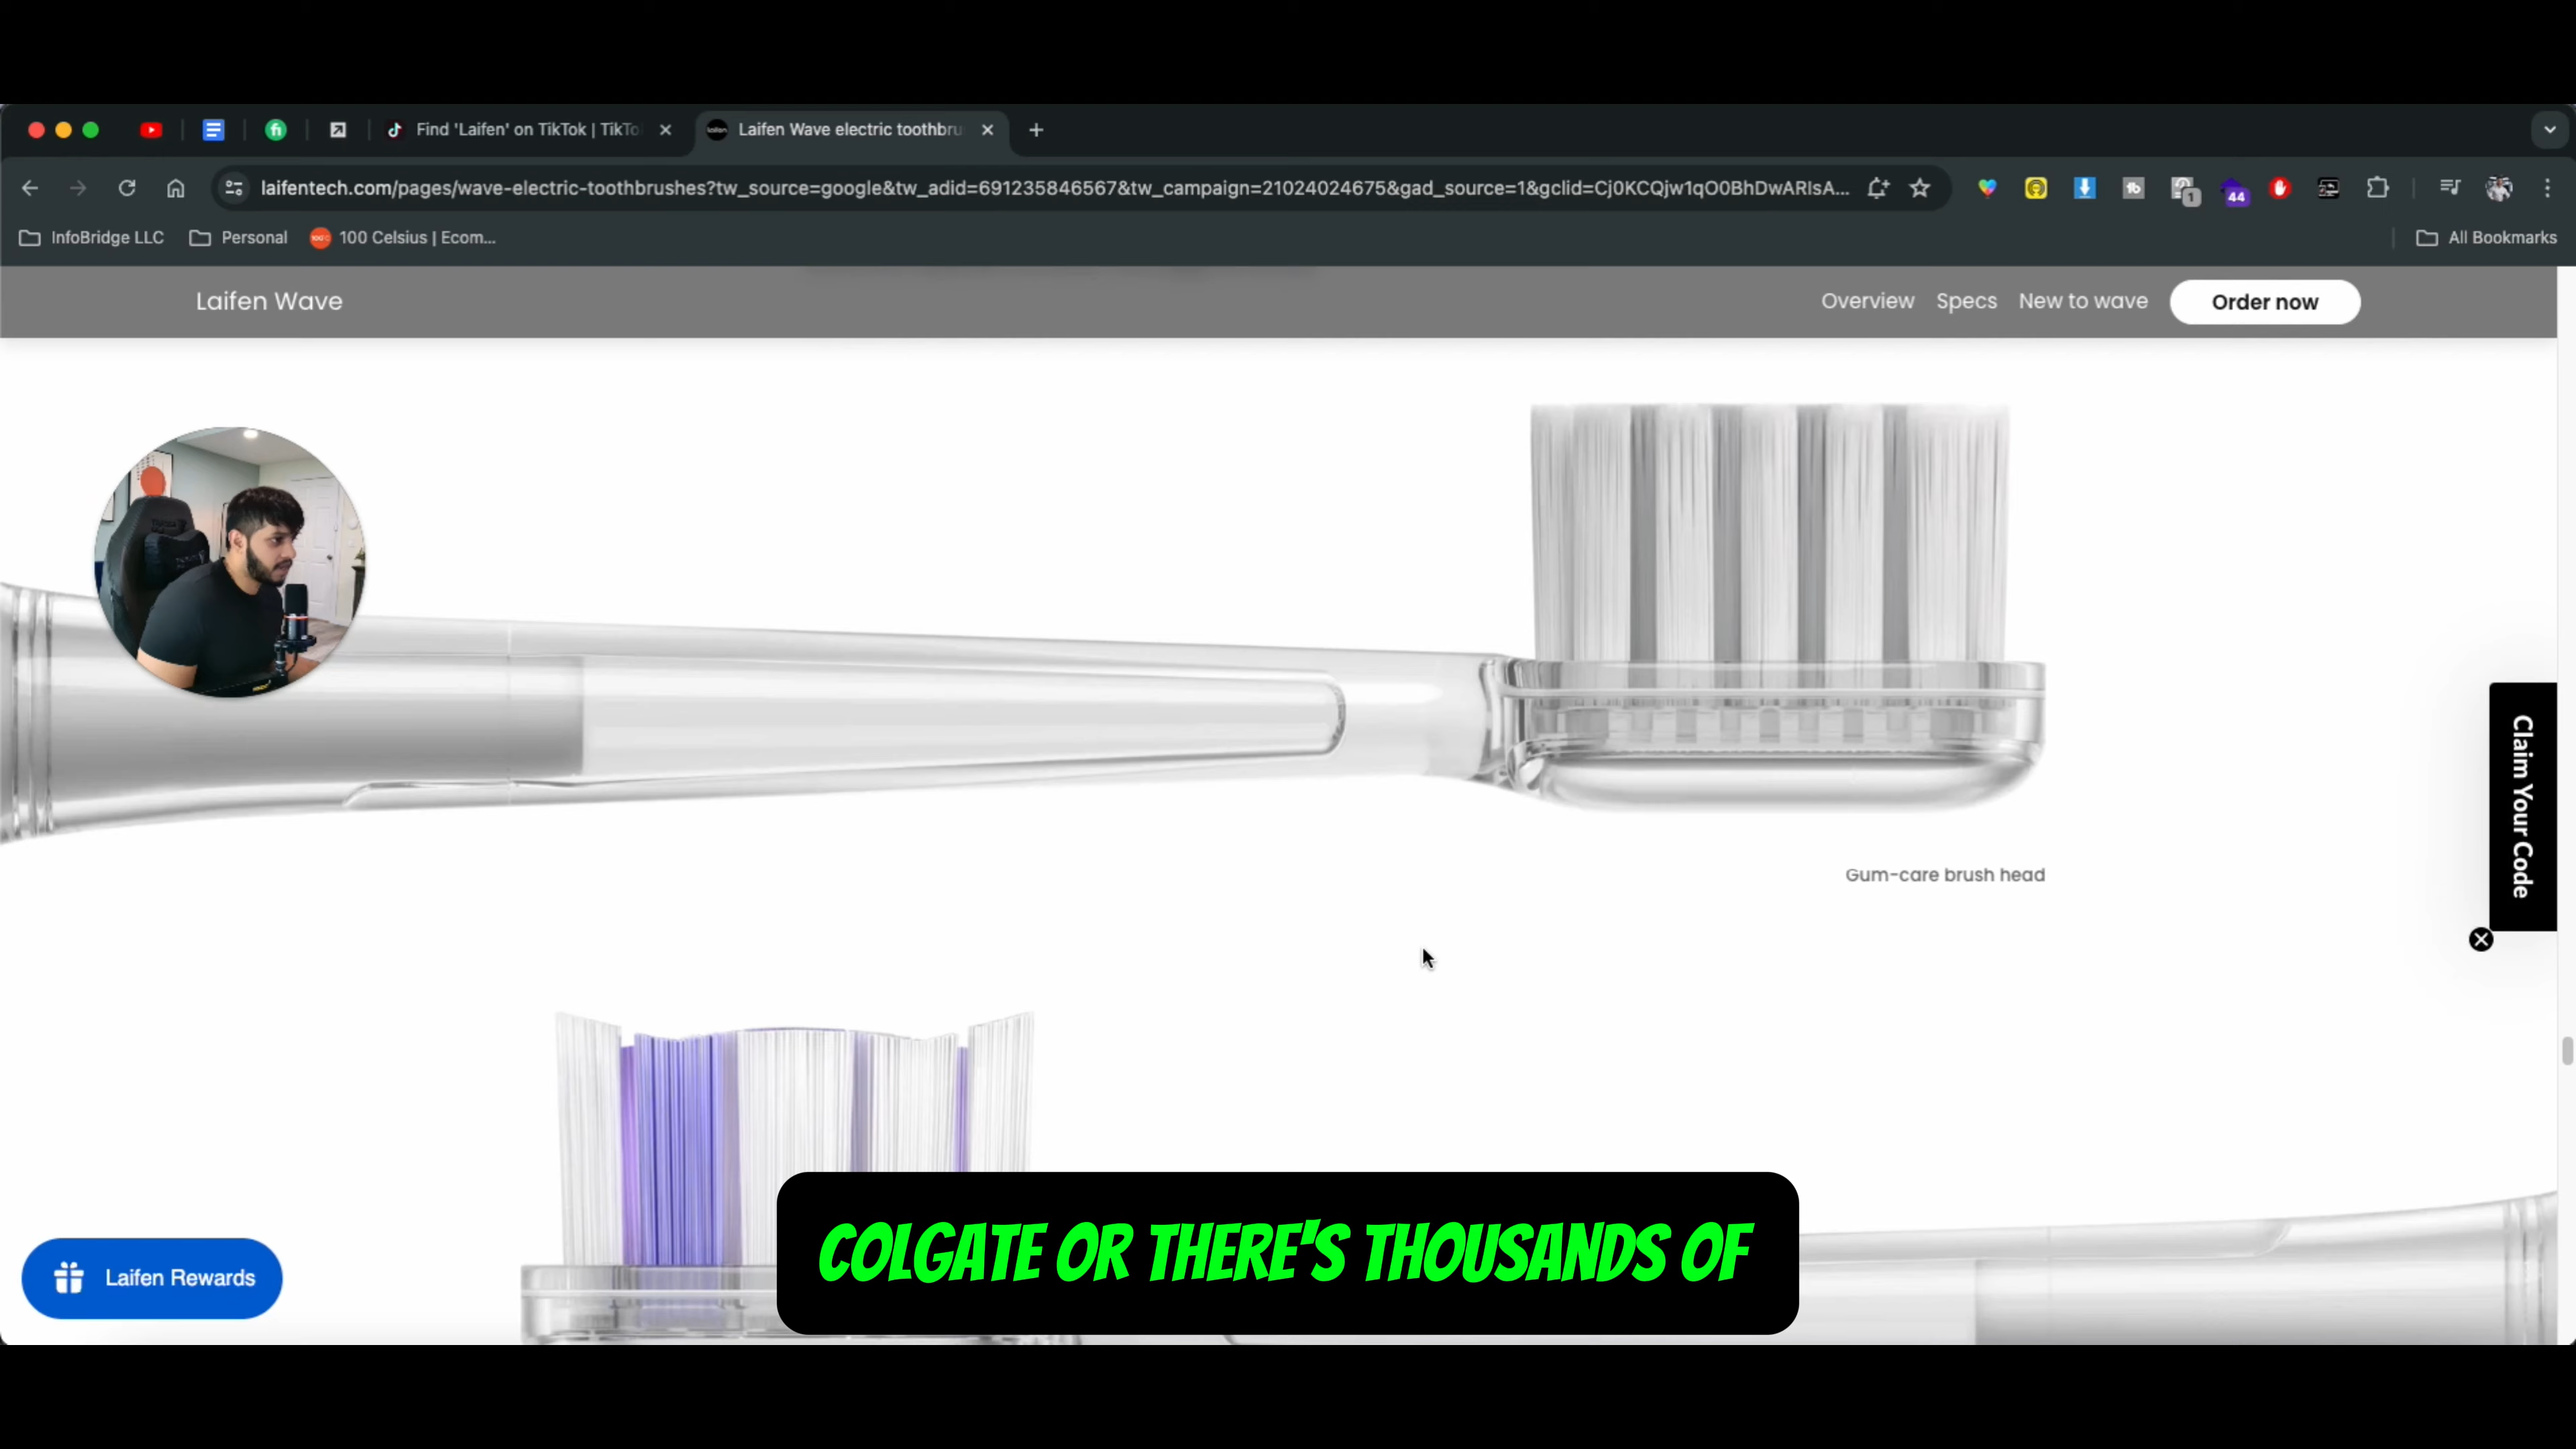 Find 'Laifen' on TikTok | TikTo
Laifen Wave electric toothbru
laifentech.com/pages/wave-electric-toothbrushes?tw_source=google&tw_adid=691235846567&tw_campaign=21024024675&gad_source=1&gclid=Cj0KCQjw1qO0BhDwARIsA...
1
44
InfoBridge LLC
Personal
100 Celsius | Ecom...
All Bookmarks
Laifen Wave
Overview
Specs
New to wave
Order now
Claim Your Code
Gum-care brush head
Laifen Rewards
COLGATE OR THERE'S THOUSANDS OF